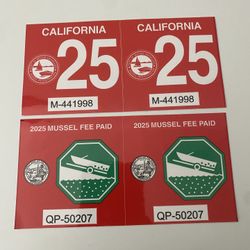 CALIFORNIA CALIFORNIA
25 25
M-441998 M-441998
2025 MUSSEL FEE PAID 2025 MUSSEL FEE PAID
QP-50207 QP-50207